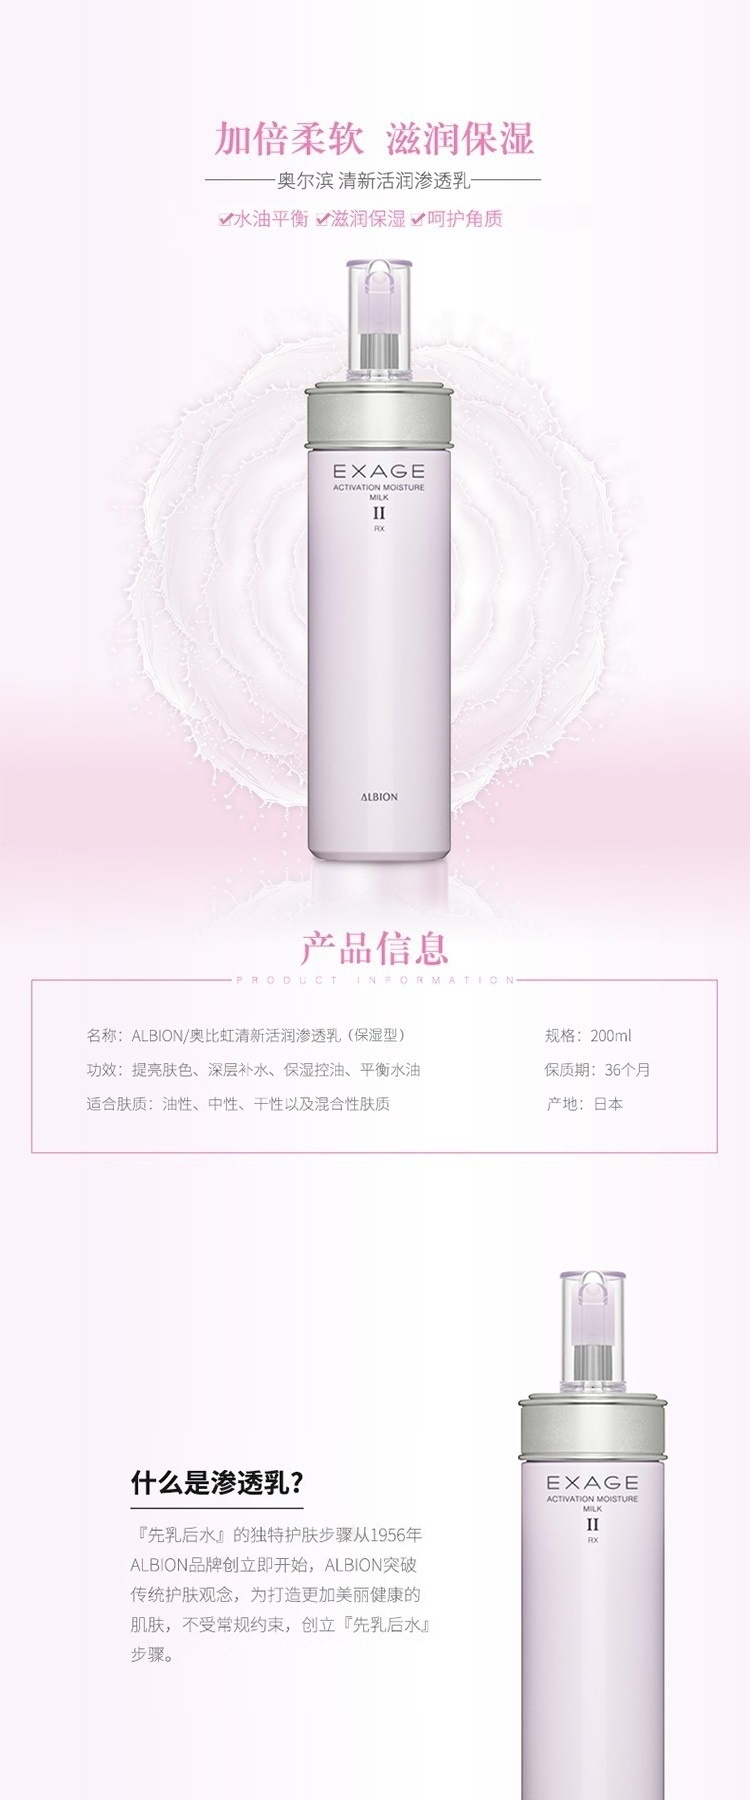 加倍柔软 滋润保湿
奥尔滨 清新活润渗透乳
水油平衡 滋润保湿 呵护角质
EXAGE
ACTIVATION MOISTURE
MILK
II
RX
ALBION
产品信息
PRODUCT INFORMATION
名称：ALBION/奥比虹清新活润渗透乳（保湿型）
规格：200ml
功效：提亮肤色、深层补水、保湿控油、平衡水油
保质期：36个月
适合肤质：油性、中性、干性以及混合性肤质
产地：日本
什么是渗透乳?
『先乳后水』的独特护肤步骤从1956年
ALBION品牌创立即开始，ALBION突破
传统护肤观念，为打造更加美丽健康的
肌肤，不受常规约束，创立『先乳后水』
步骤。
EXAGE
ACTIVATION MOISTURE
MILK
II
RX